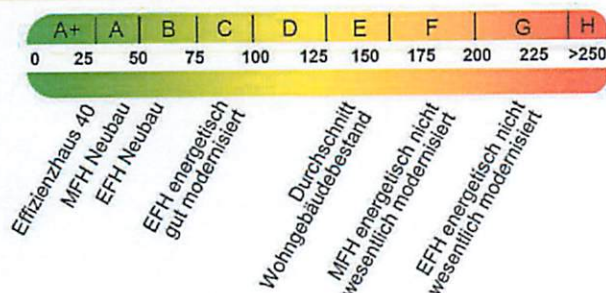 A+ A B C D E F G H
0 25 50 75 100 125 150 175 200 225 >250
Effizienzhaus 40
MFH Neubau
EFH Neubau
EFH energetisch
gut modernisiert
Durchschnitt
Wohngebäudebestand
MFH energetisch nicht
wesentlich modernisiert
EFH energetisch nicht
wesentlich modernisiert